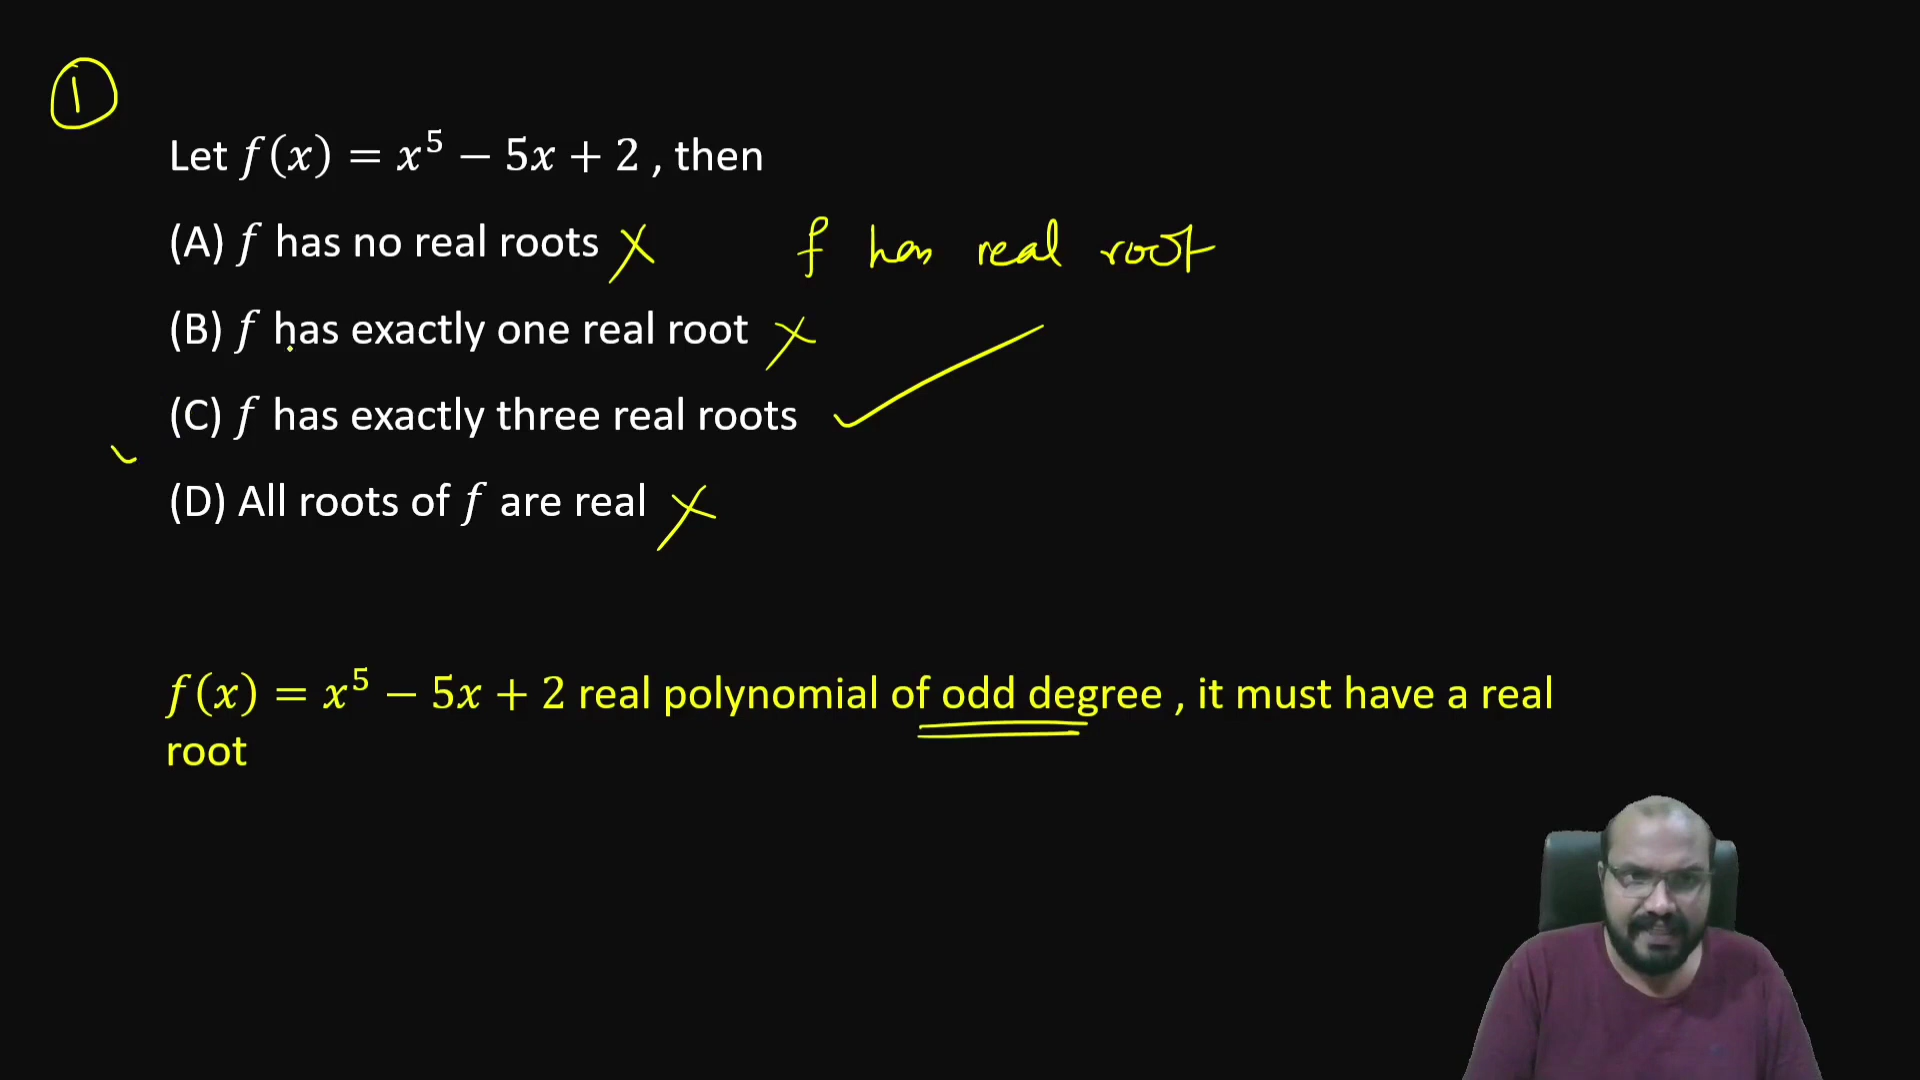 1
Let f(x) = x⁵ − 5x + 2 , then
(A) f has no real roots X f has real root
(B) f has exactly one real root X
(C) f has exactly three real roots ✓
(D) All roots of f are real X
f(x) = x⁵ − 5x + 2 real polynomial of odd degree , it must have a real
root